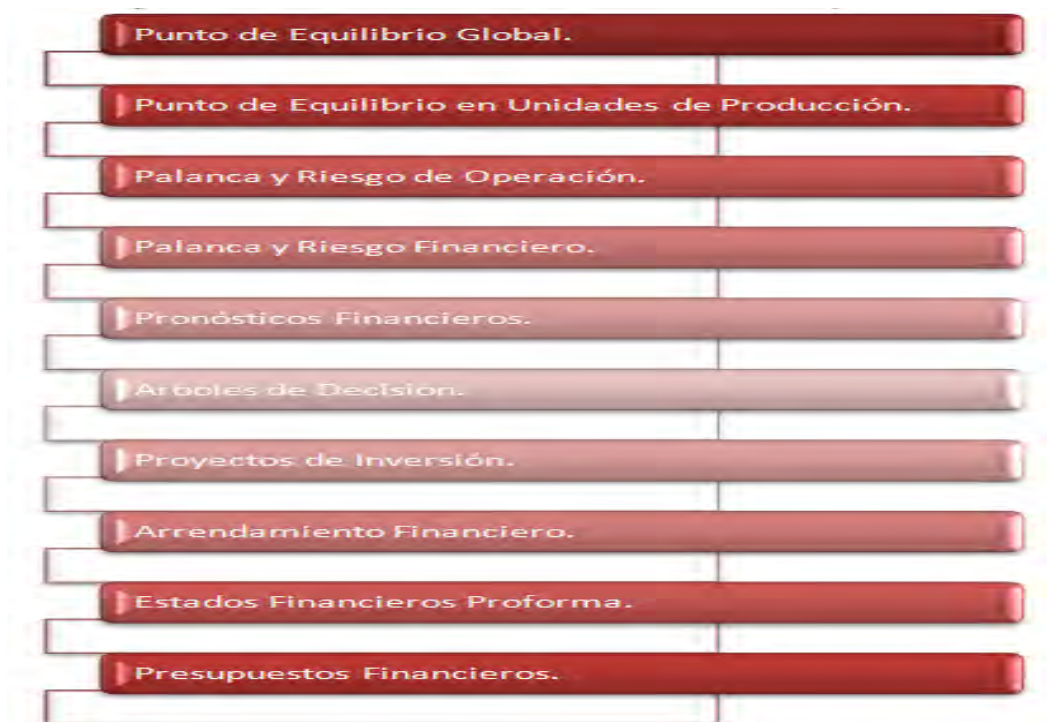 Punto de Equilibrio Global.
Punto de Equilibrio en Unidades de Producción.
Palanca y Riesgo de Operación.
Palanca y Riesgo Financiero.
Pronósticos Financieros.
Arboles de Decisión.
Proyectos de Inversión.
Arrendamiento Financiero.
Estados Financieros Proforma.
Presupuestos Financieros.